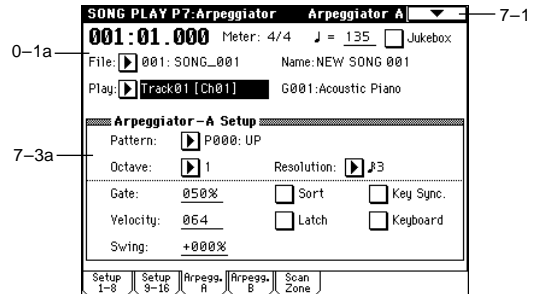 SONG PLAY P7:Arpeggiator Arpeggiator A
7–1
001:01.000 Meter: 4/4 ♩ = 135 Jukebox
0–1a
File: 001: SONG_001 Name:NEW SONG 001
Play: Track01 [Ch01] G001:Acoustic Piano
Arpeggiator-A Setup
7–3a
Pattern: P000: UP
Octave: 1 Resolution: ♪3
Gate: 050% Sort Key Sync.
Velocity: 064 Latch Keyboard
Swing: +000%
Setup 1-8 Setup 9-16 Arpegg. A Arpegg. B Scan Zone